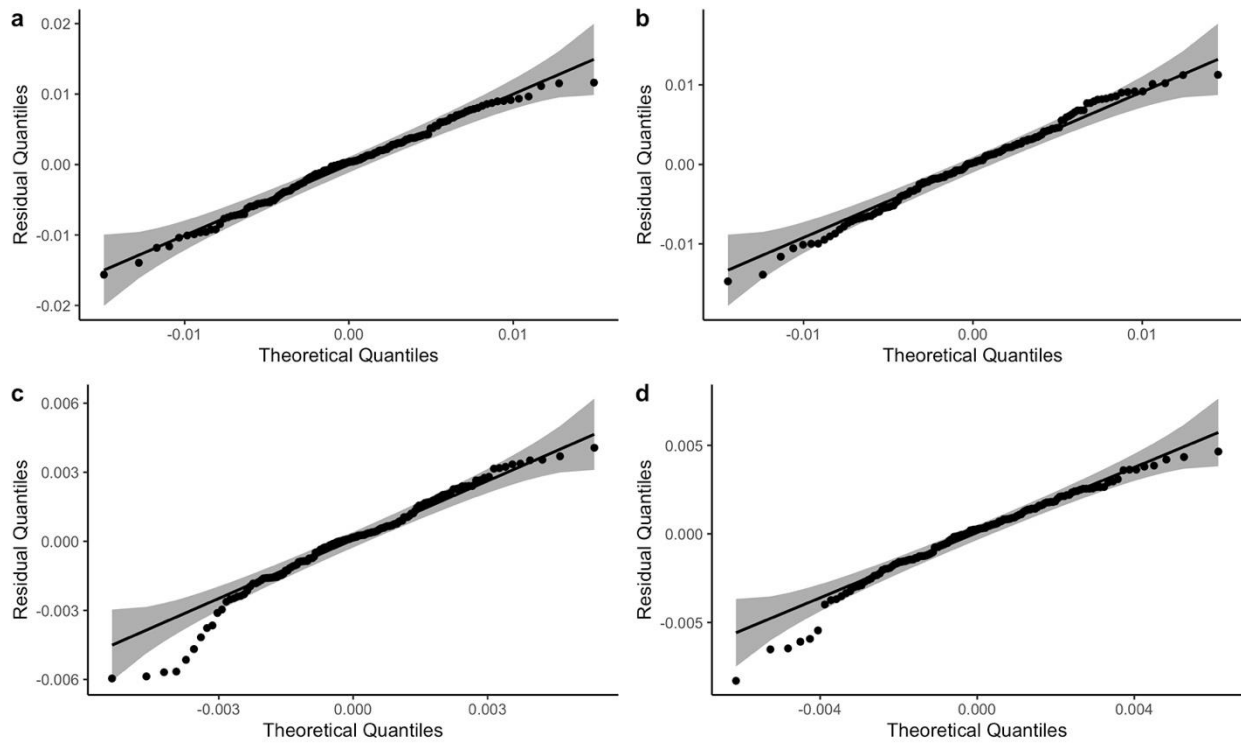 a
0.02
0.01
0.00
-0.01
-0.02
Residual Quantiles
-0.01 0.00 0.01
Theoretical Quantiles
b
0.01
0.00
-0.01
Residual Quantiles
-0.01 0.00 0.01
Theoretical Quantiles
c
0.006
0.003
0.000
-0.003
-0.006
Residual Quantiles
-0.003 0.000 0.003
Theoretical Quantiles
d
0.005
0.000
-0.005
Residual Quantiles
-0.004 0.000 0.004
Theoretical Quantiles